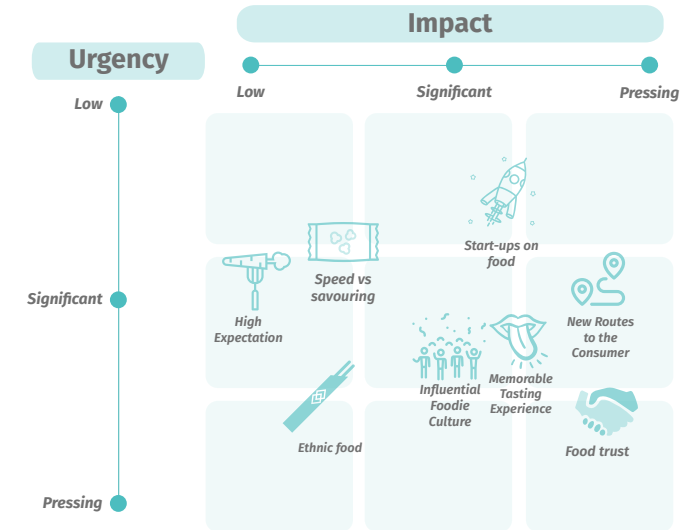 Impact
Urgency
Low
Significant
Pressing
Low
Significant
Pressing
Start-ups on
food
Speed vs
savouring
High
Expectation
New Routes
to the
Consumer
Influential
Foodie
Culture
Memorable
Tasting
Experience
Ethnic food
Food trust